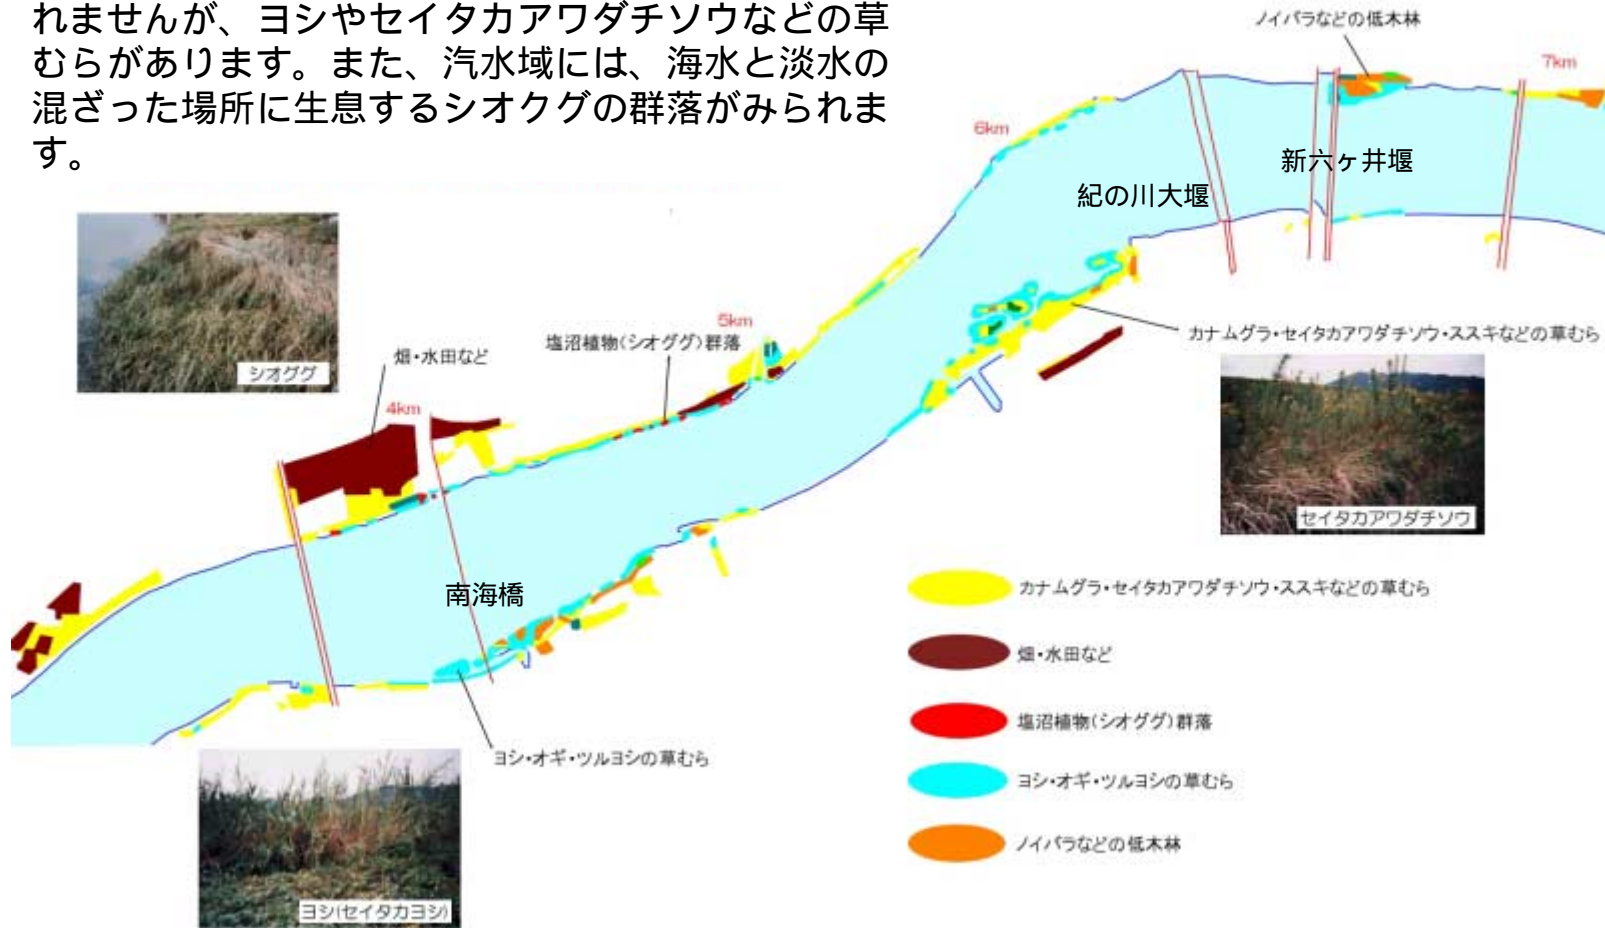 れませんが、ヨシやセイタカアワダチソウなどの草
むらがあります。また、汽水域には、海水と淡水の
混ざった場所に生息するシオクグの群落がみられま
す。
ノイバラなどの低木林
7km
6km
新六ヶ井堰
紀の川大堰
5km
塩沼植物(シオググ)群落
カナムグラ・セイタカアワダチソウ・ススキなどの草むら
畑・水田など
シオググ
4km
セイタカアワダチソウ
南海橋
ヨシ・オギ・ツルヨシの草むら
ヨシ(セイタカヨシ)
カナムグラ・セイタカアワダチソウ・ススキなどの草むら
畑・水田など
塩沼植物(シオググ)群落
ヨシ・オギ・ツルヨシの草むら
ノイバラなどの低木林